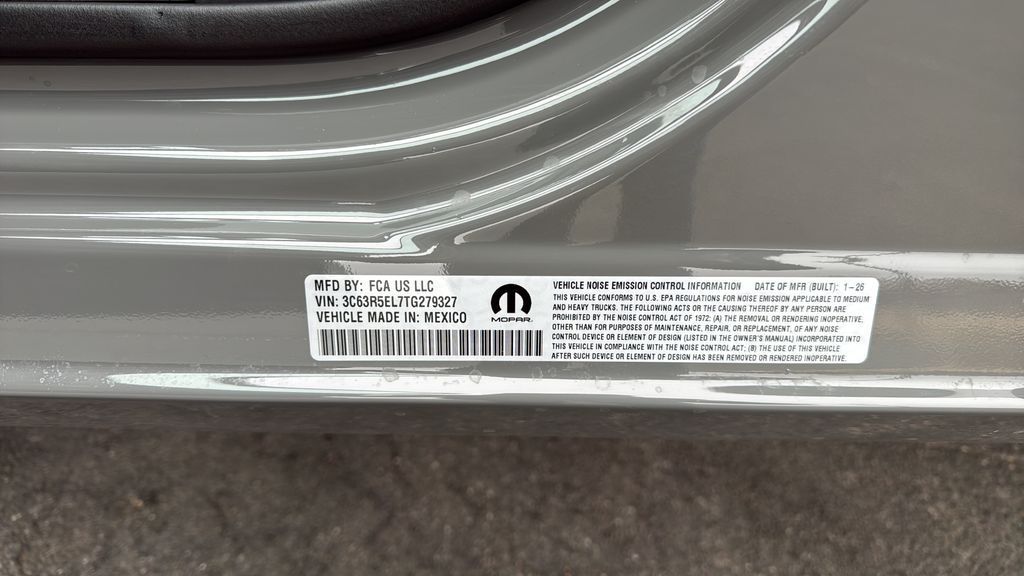 MFD BY: FCA US LLC
VIN: 3C63R5EL7TG279327
VEHICLE MADE IN: MEXICO
MOPAR.
VEHICLE NOISE EMISSION CONTROL INFORMATION DATE OF MFR (BUILT): 1-26
THIS VEHICLE CONFORMS TO U.S. EPA REGULATIONS FOR NOISE EMISSION APPLICABLE TO MEDIUM
AND HEAVY TRUCKS. THE FOLLOWING ACTS OR THE CAUSING THEREOF BY ANY PERSON ARE
PROHIBITED BY THE NOISE CONTROL ACT OF 1972: (A) THE REMOVAL OR RENDERING INOPERATIVE,
OTHER THAN FOR PURPOSES OF MAINTENANCE, REPAIR, OR REPLACEMENT, OF ANY NOISE
CONTROL DEVICE OR ELEMENT OF DESIGN (LISTED IN THE OWNER'S MANUAL) INCORPORATED INTO
THIS VEHICLE IN COMPLIANCE WITH THE NOISE CONTROL ACT; (B) THE USE OF THIS VEHICLE
AFTER SUCH DEVICE OR ELEMENT OF DESIGN HAS BEEN REMOVED OR RENDERED INOPERATIVE.